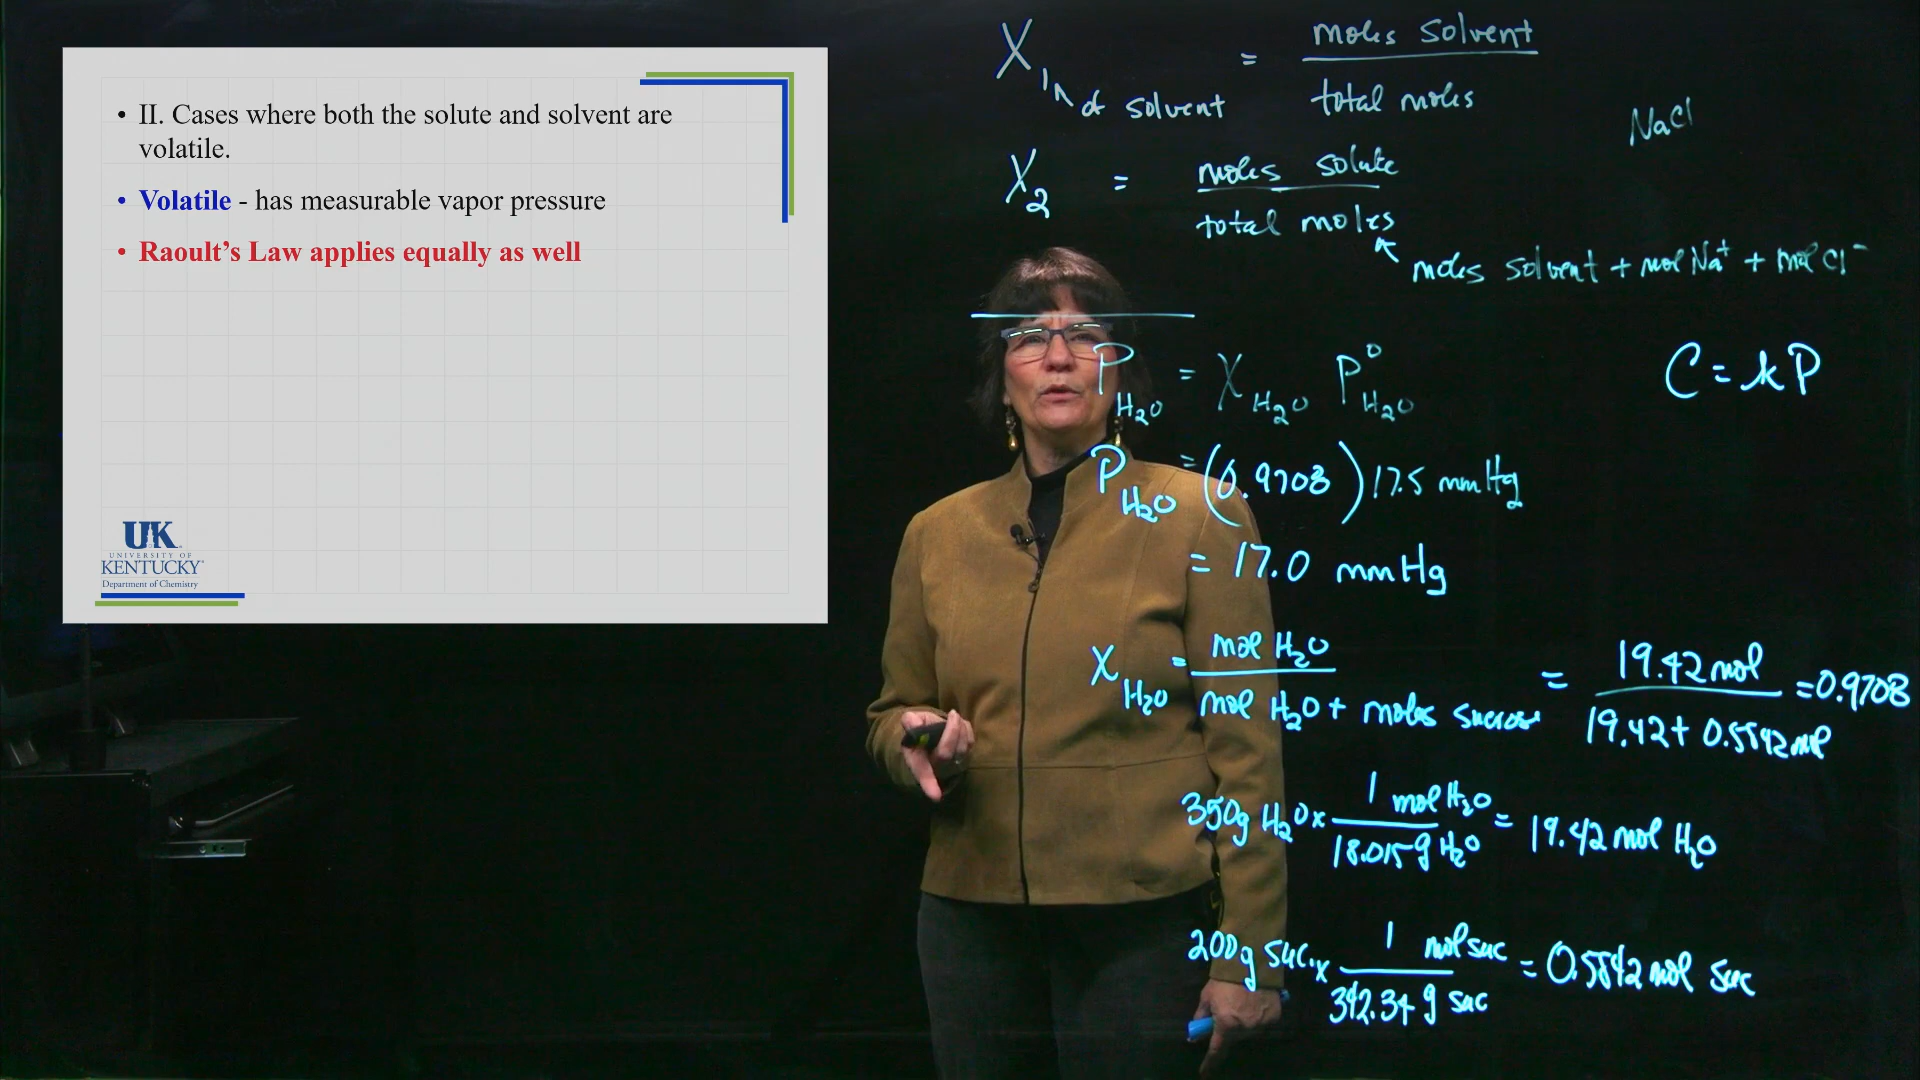 • II. Cases where both the solute and solvent are
volatile.
• Volatile - has measurable vapor pressure
• Raoult’s Law applies equally as well
UK
UNIVERSITY OF
KENTUCKY
Department of Chemistry
X₁ of solvent = moles solvent / total moles
NaCl
X₂ = moles solute / total moles
moles solvent + mol Na⁺ + mol Cl⁻
P H₂O = X H₂O P⁰ H₂O
C = kP
P H₂O = (0.9708) 17.5 mmHg
= 17.0 mmHg
X H₂O = mol H₂O / mol H₂O + moles sucrose = 19.42 mol / 19.42 + 0.5842 mol = 0.9708
350g H₂O x 1 mol H₂O / 18.015 g H₂O = 19.42 mol H₂O
200g suc. x 1 mol suc / 342.34 g suc = 0.5842 mol suc